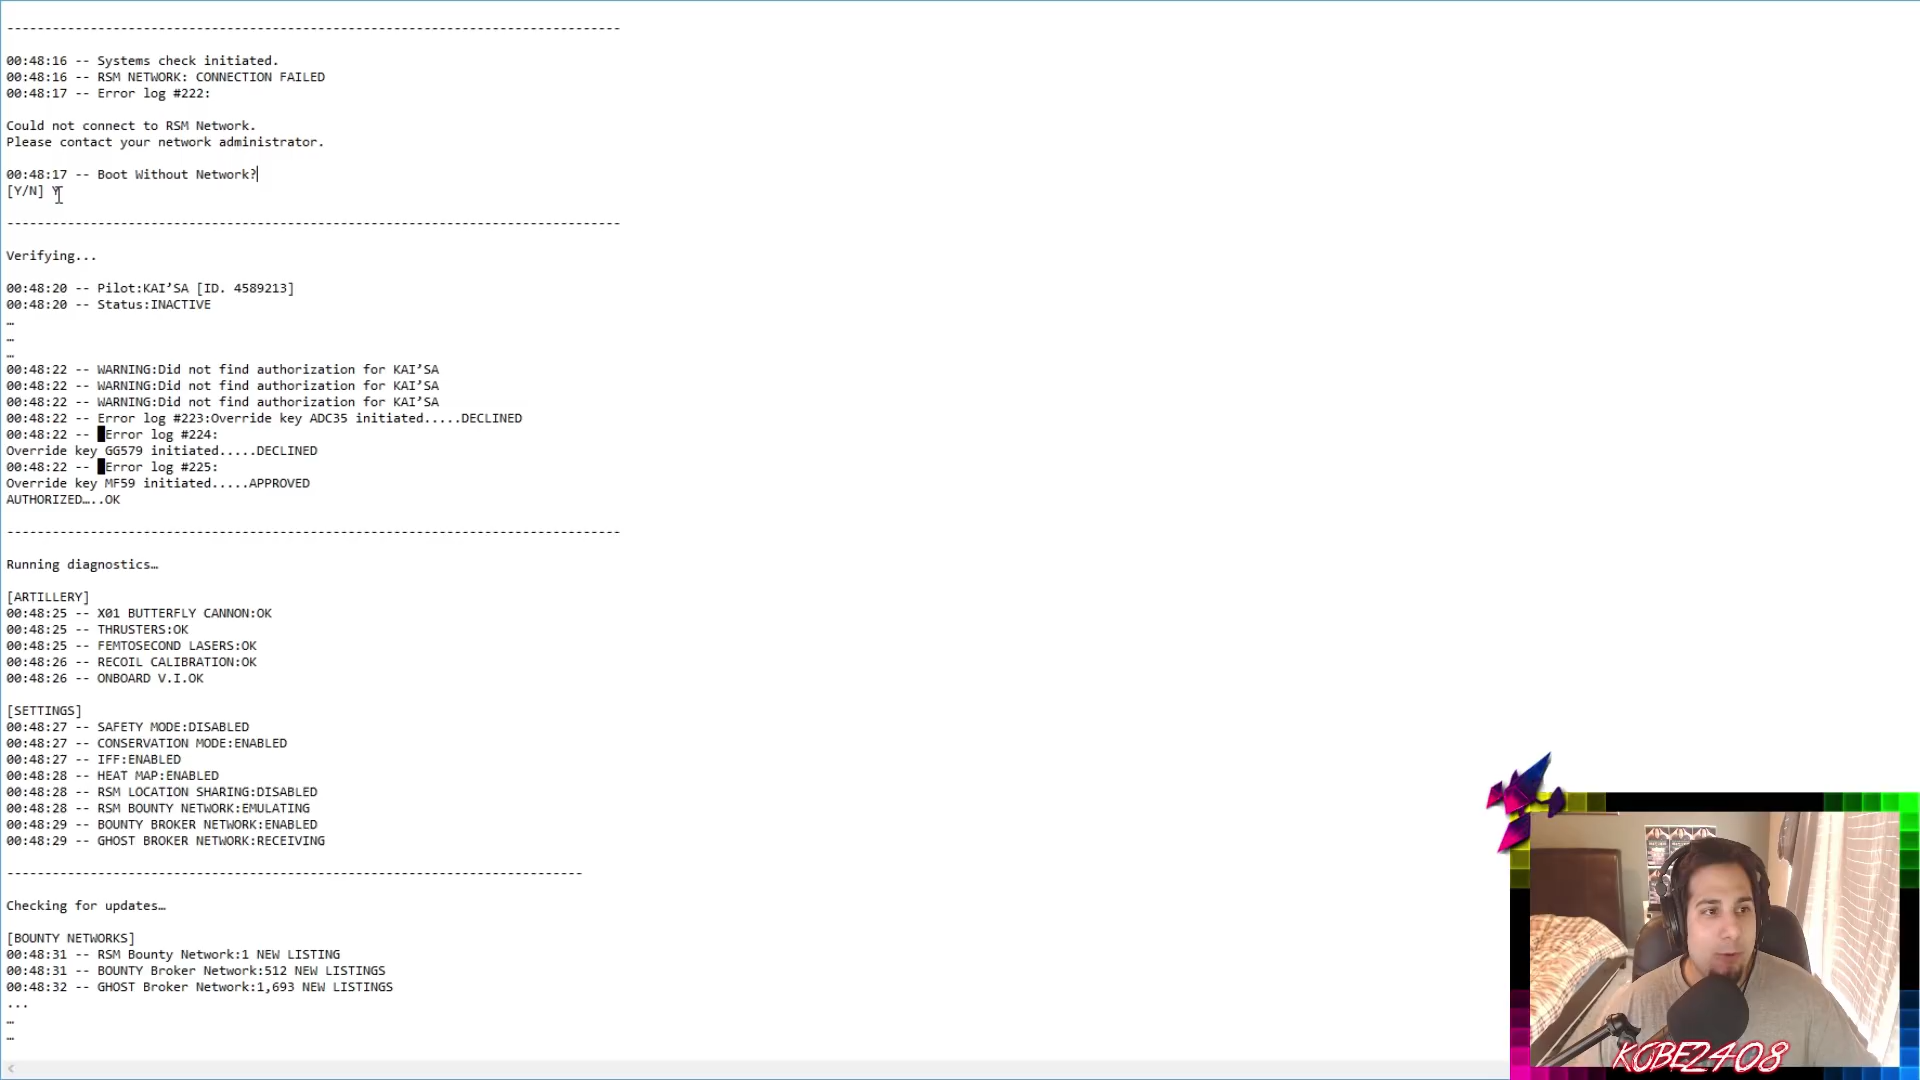 --------------------------------------------------------------------------------
00:48:16 -- Systems check initiated.
00:48:16 -- RSM NETWORK: CONNECTION FAILED
00:48:17 -- Error log #222:
Could not connect to RSM Network.
Please contact your network administrator.
00:48:17 -- Boot Without Network?
[Y/N] Y
--------------------------------------------------------------------------------
Verifying...
00:48:20 -- Pilot:KAI’SA [ID. 4589213]
00:48:20 -- Status:INACTIVE
…
…
…
00:48:22 -- WARNING:Did not find authorization for KAI’SA
00:48:22 -- WARNING:Did not find authorization for KAI’SA
00:48:22 -- WARNING:Did not find authorization for KAI’SA
00:48:22 -- Error log #223:Override key ADC35 initiated.....DECLINED
00:48:22 -- Error log #224:
Override key GG579 initiated.....DECLINED
00:48:22 -- Error log #225:
Override key MF59 initiated.....APPROVED
AUTHORIZED…..OK
--------------------------------------------------------------------------------
Running diagnostics…
[ARTILLERY]
00:48:25 -- X01 BUTTERFLY CANNON:OK
00:48:25 -- THRUSTERS:OK
00:48:25 -- FEMTOSECOND LASERS:OK
00:48:26 -- RECOIL CALIBRATION:OK
00:48:26 -- ONBOARD V.I.OK
[SETTINGS]
00:48:27 -- SAFETY MODE:DISABLED
00:48:27 -- CONSERVATION MODE:ENABLED
00:48:27 -- IFF:ENABLED
00:48:28 -- HEAT MAP:ENABLED
00:48:28 -- RSM LOCATION SHARING:DISABLED
00:48:28 -- RSM BOUNTY NETWORK:EMULATING
00:48:29 -- BOUNTY BROKER NETWORK:ENABLED
00:48:29 -- GHOST BROKER NETWORK:RECEIVING
---------------------------------------------------------------------------
Checking for updates…
[BOUNTY NETWORKS]
00:48:31 -- RSM Bounty Network:1 NEW LISTING
00:48:31 -- BOUNTY Broker Network:512 NEW LISTINGS
00:48:32 -- GHOST Broker Network:1,693 NEW LISTINGS
...
…
…
KOBE2408